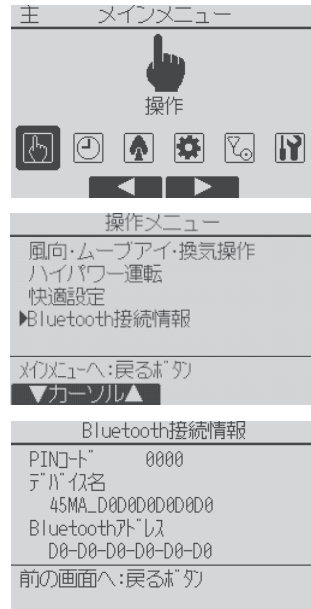 主 メインメニュー
操作
操作メニュー
風向・ムーブアイ・換気操作
ハイパワー運転
快適設定
▶Bluetooth接続情報
ﾒｲﾝﾒﾆｭｰへ:戻るﾎﾞﾀﾝ
▼カーソル▲
Bluetooth接続情報
PINｺｰﾄﾞ 0000
ﾃﾞﾊﾞｲｽ名
45MA_D0D0D0D0D0D0
Bluetoothｱﾄﾞﾚｽ
D0-D0-D0-D0-D0-D0
前の画面へ:戻るﾎﾞﾀﾝ